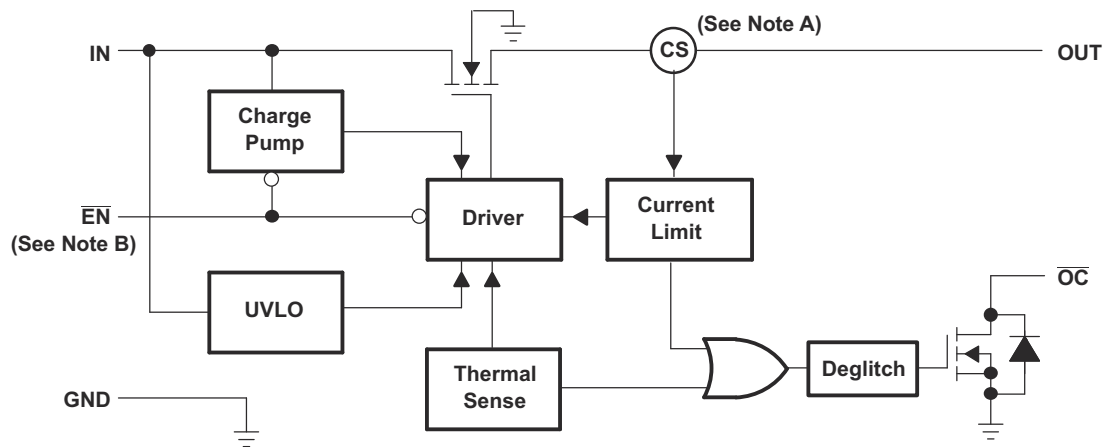 (See Note A)
IN
CS
OUT
Charge
Pump
EN
(See Note B)
Driver
Current
Limit
OC
UVLO
Thermal
Sense
Deglitch
GND